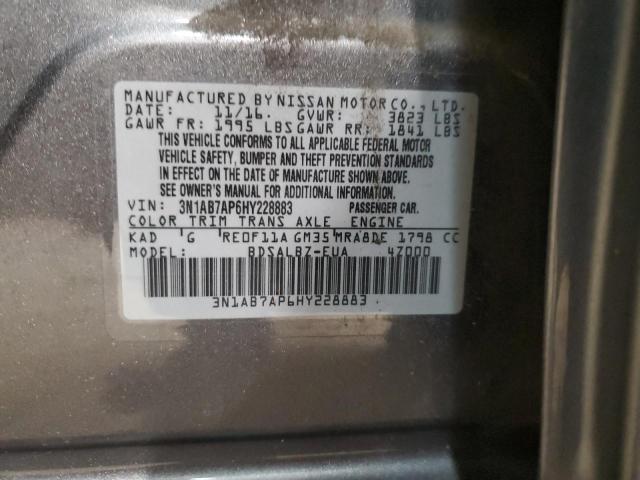 MANUFACTURED BY NISSAN MOTOR CO., LTD.
DATE: 11/16. GVWR: 3823 LBS
GAWR FR: 1995 LBS GAWR RR: 1841 LBS
THIS VEHICLE CONFORMS TO ALL APPLICABLE FEDERAL MOTOR
VEHICLE SAFETY, BUMPER AND THEFT PREVENTION STANDARDS
IN EFFECT ON THE DATE OF MANUFACTURE SHOWN ABOVE.
SEE OWNER'S MANUAL FOR ADDITIONAL INFORMATION.
VIN: 3N1AB7AP6HY228883 PASSENGER CAR.
COLOR TRIM TRANS AXLE ENGINE
KAD G RE0F11A GM35 MRA8DE 1798 CC
MODEL: BDSALBZ-EUA 4Z000
3N1AB7AP6HY228883